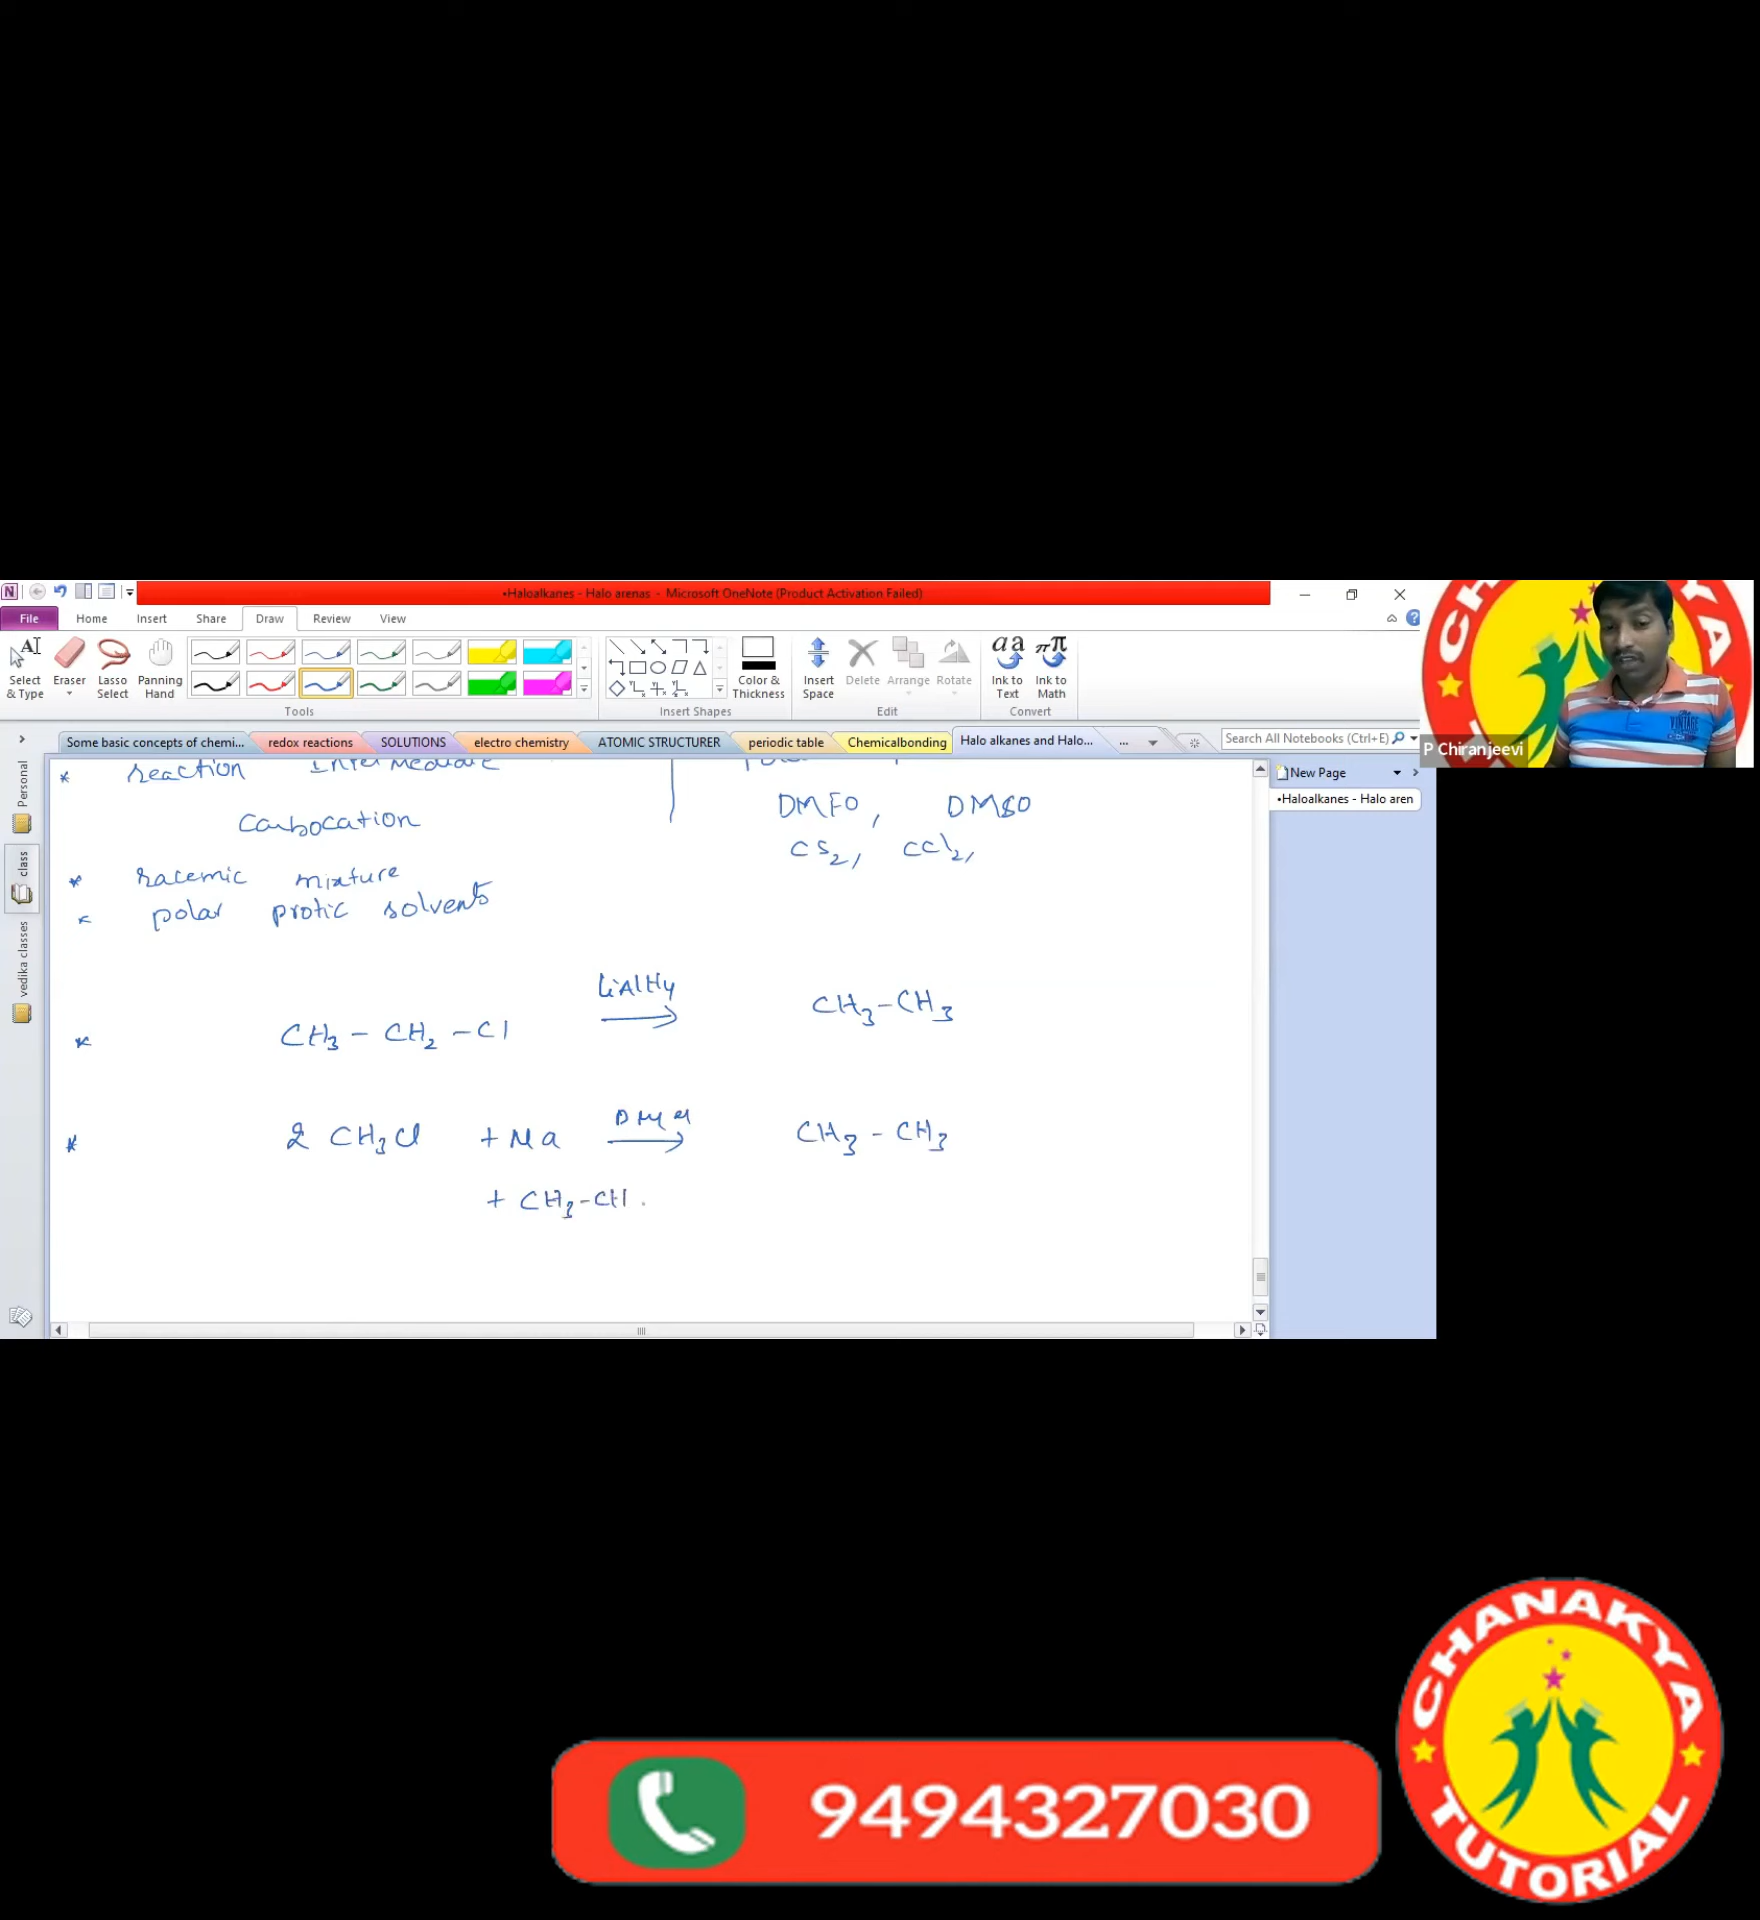 •Haloalkanes - Halo arenas - Microsoft OneNote (Product Activation Failed)
File Home Insert Share Draw Review View
Select & Type
Eraser
Lasso Select
Panning Hand
Color & Thickness
Insert Space
Delete
Arrange
Rotate
aa
π
Ink to Text
Ink to Math
Tools
Insert Shapes
Edit
Convert
Some basic concepts of chemi... redox reactions SOLUTIONS electro chemistry ATOMIC STRUCTURER periodic table Chemicalbonding Halo alkanes and Halo... ...
Search All Notebooks (Ctrl+E)
P Chiranjeevi
New Page
•Haloalkanes - Halo aren
Personal
class
vedika classes
* reaction Intermediate
Carbocation
DMFO, DMSO
CS₂, CCl₂,
* racemic mixture
* polar protic solvents
* CH₃ - CH₂ - Cl LiAlH₄ → CH₃-CH₃
* 2 CH₃Cl + Na → CH₃ - CH₃
+ CH₃-CH
9494327030
CHANAKYA
TUTORIAL